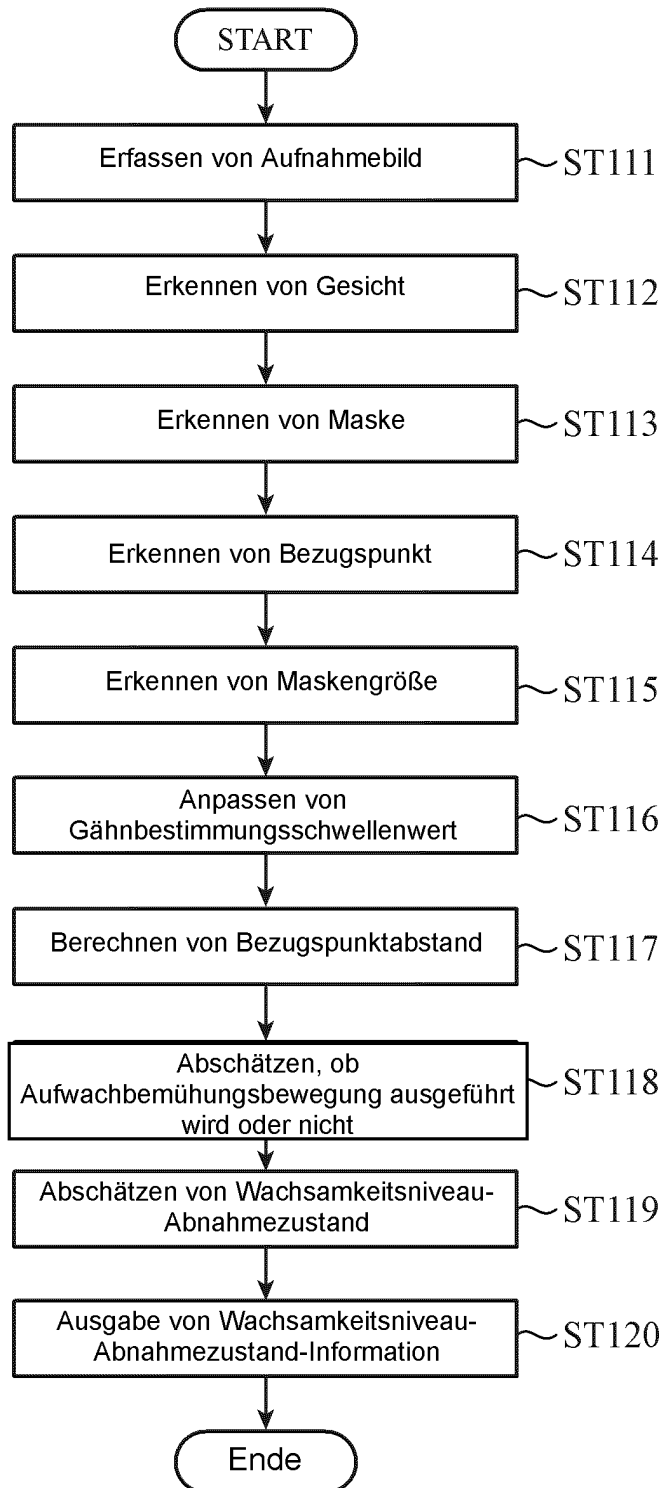 START
Erfassen von Aufnahmebild
ST111
Erkennen von Gesicht
ST112
Erkennen von Maske
ST113
Erkennen von Bezugspunkt
ST114
Erkennen von Maskengröße
ST115
Anpassen von
Gähnbestimmungsschwellenwert
ST116
Berechnen von Bezugspunktabstand
ST117
Abschätzen, ob
Aufwachbemühungsbewegung ausgeführt
wird oder nicht
ST118
Abschätzen von Wachsamkeitsniveau-
Abnahmezustand
ST119
Ausgabe von Wachsamkeitsniveau-
Abnahmezustand-Information
ST120
Ende